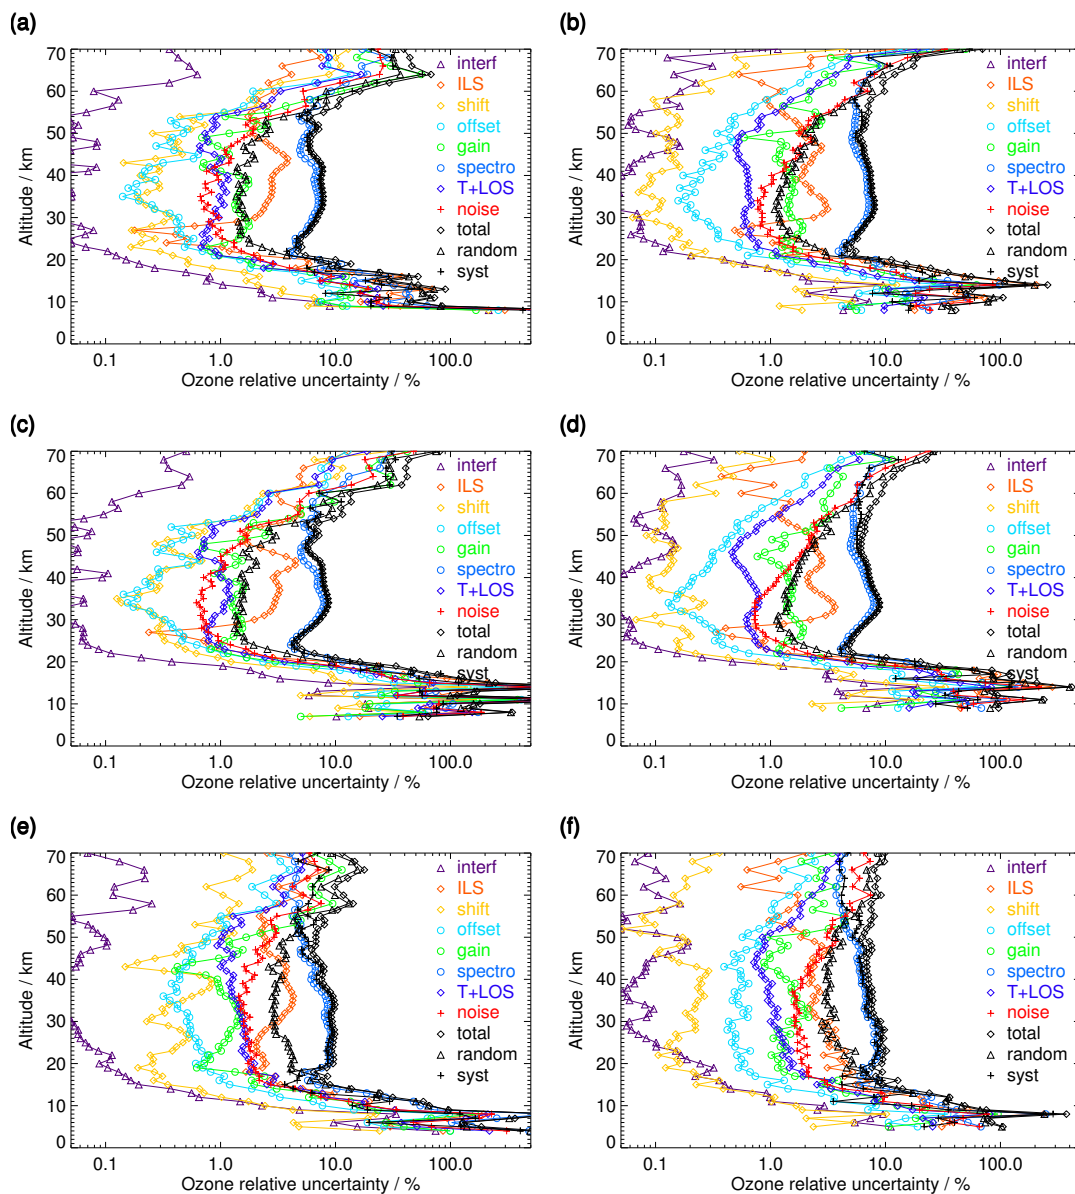 (a)
70
60
50
40
30
20
10
0
Altitude / km
interf
ILS
shift
offset
gain
spectro
T+LOS
noise
total
random
syst
0.1 1.0 10.0 100.0
Ozone relative uncertainty / %
(b)
70
60
50
40
30
20
10
0
Altitude / km
interf
ILS
shift
offset
gain
spectro
T+LOS
noise
total
random
syst
0.1 1.0 10.0 100.0
Ozone relative uncertainty / %
(c)
70
60
50
40
30
20
10
0
Altitude / km
interf
ILS
shift
offset
gain
spectro
T+LOS
noise
total
random
syst
0.1 1.0 10.0 100.0
Ozone relative uncertainty / %
(d)
70
60
50
40
30
20
10
0
Altitude / km
interf
ILS
shift
offset
gain
spectro
T+LOS
noise
total
random
syst
0.1 1.0 10.0 100.0
Ozone relative uncertainty / %
(e)
70
60
50
40
30
20
10
0
Altitude / km
interf
ILS
shift
offset
gain
spectro
T+LOS
noise
total
random
syst
0.1 1.0 10.0 100.0
Ozone relative uncertainty / %
(f)
70
60
50
40
30
20
10
0
Altitude / km
interf
ILS
shift
offset
gain
spectro
T+LOS
noise
total
random
syst
0.1 1.0 10.0 100.0
Ozone relative uncertainty / %